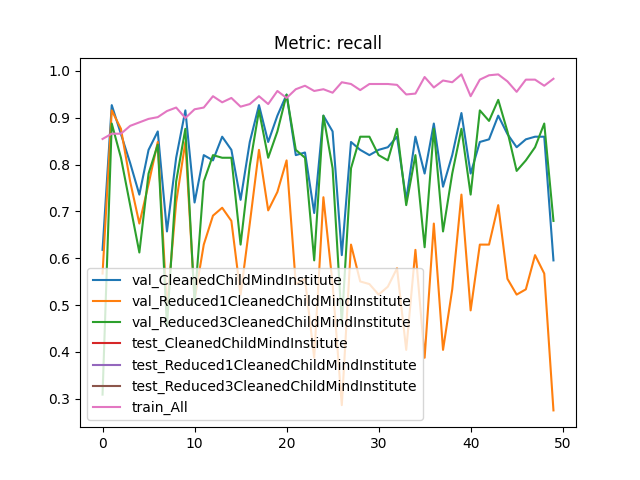 Metric: recall
1.0
0.9
0.8
0.7
0.6
0.5
0.4
0.3
val_CleanedChildMindInstitute
val_Reduced1CleanedChildMindInstitute
val_Reduced3CleanedChildMindInstitute
test_CleanedChildMindInstitute
test_Reduced1CleanedChildMindInstitute
test_Reduced3CleanedChildMindInstitute
train_All
0 10 20 30 40 50